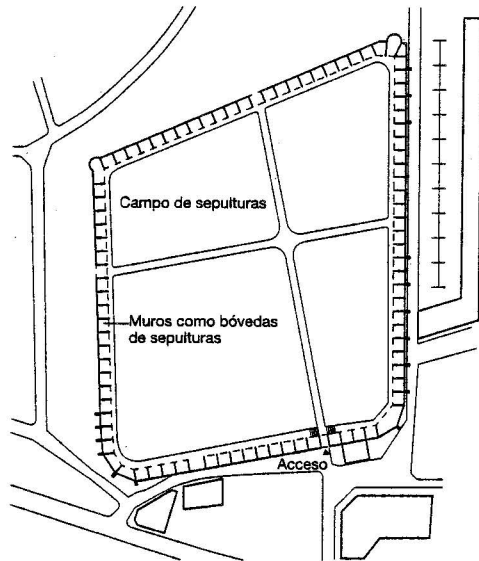 Campo de sepulturas
Muros como bóvedas
de sepulturas
Acceso